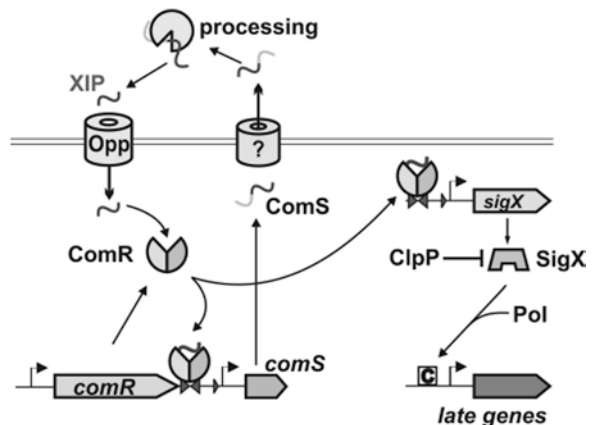 processing
XIP
Opp
?
ComS
sigX
ComR
ClpP
SigX
Pol
comS
comR
C
late genes